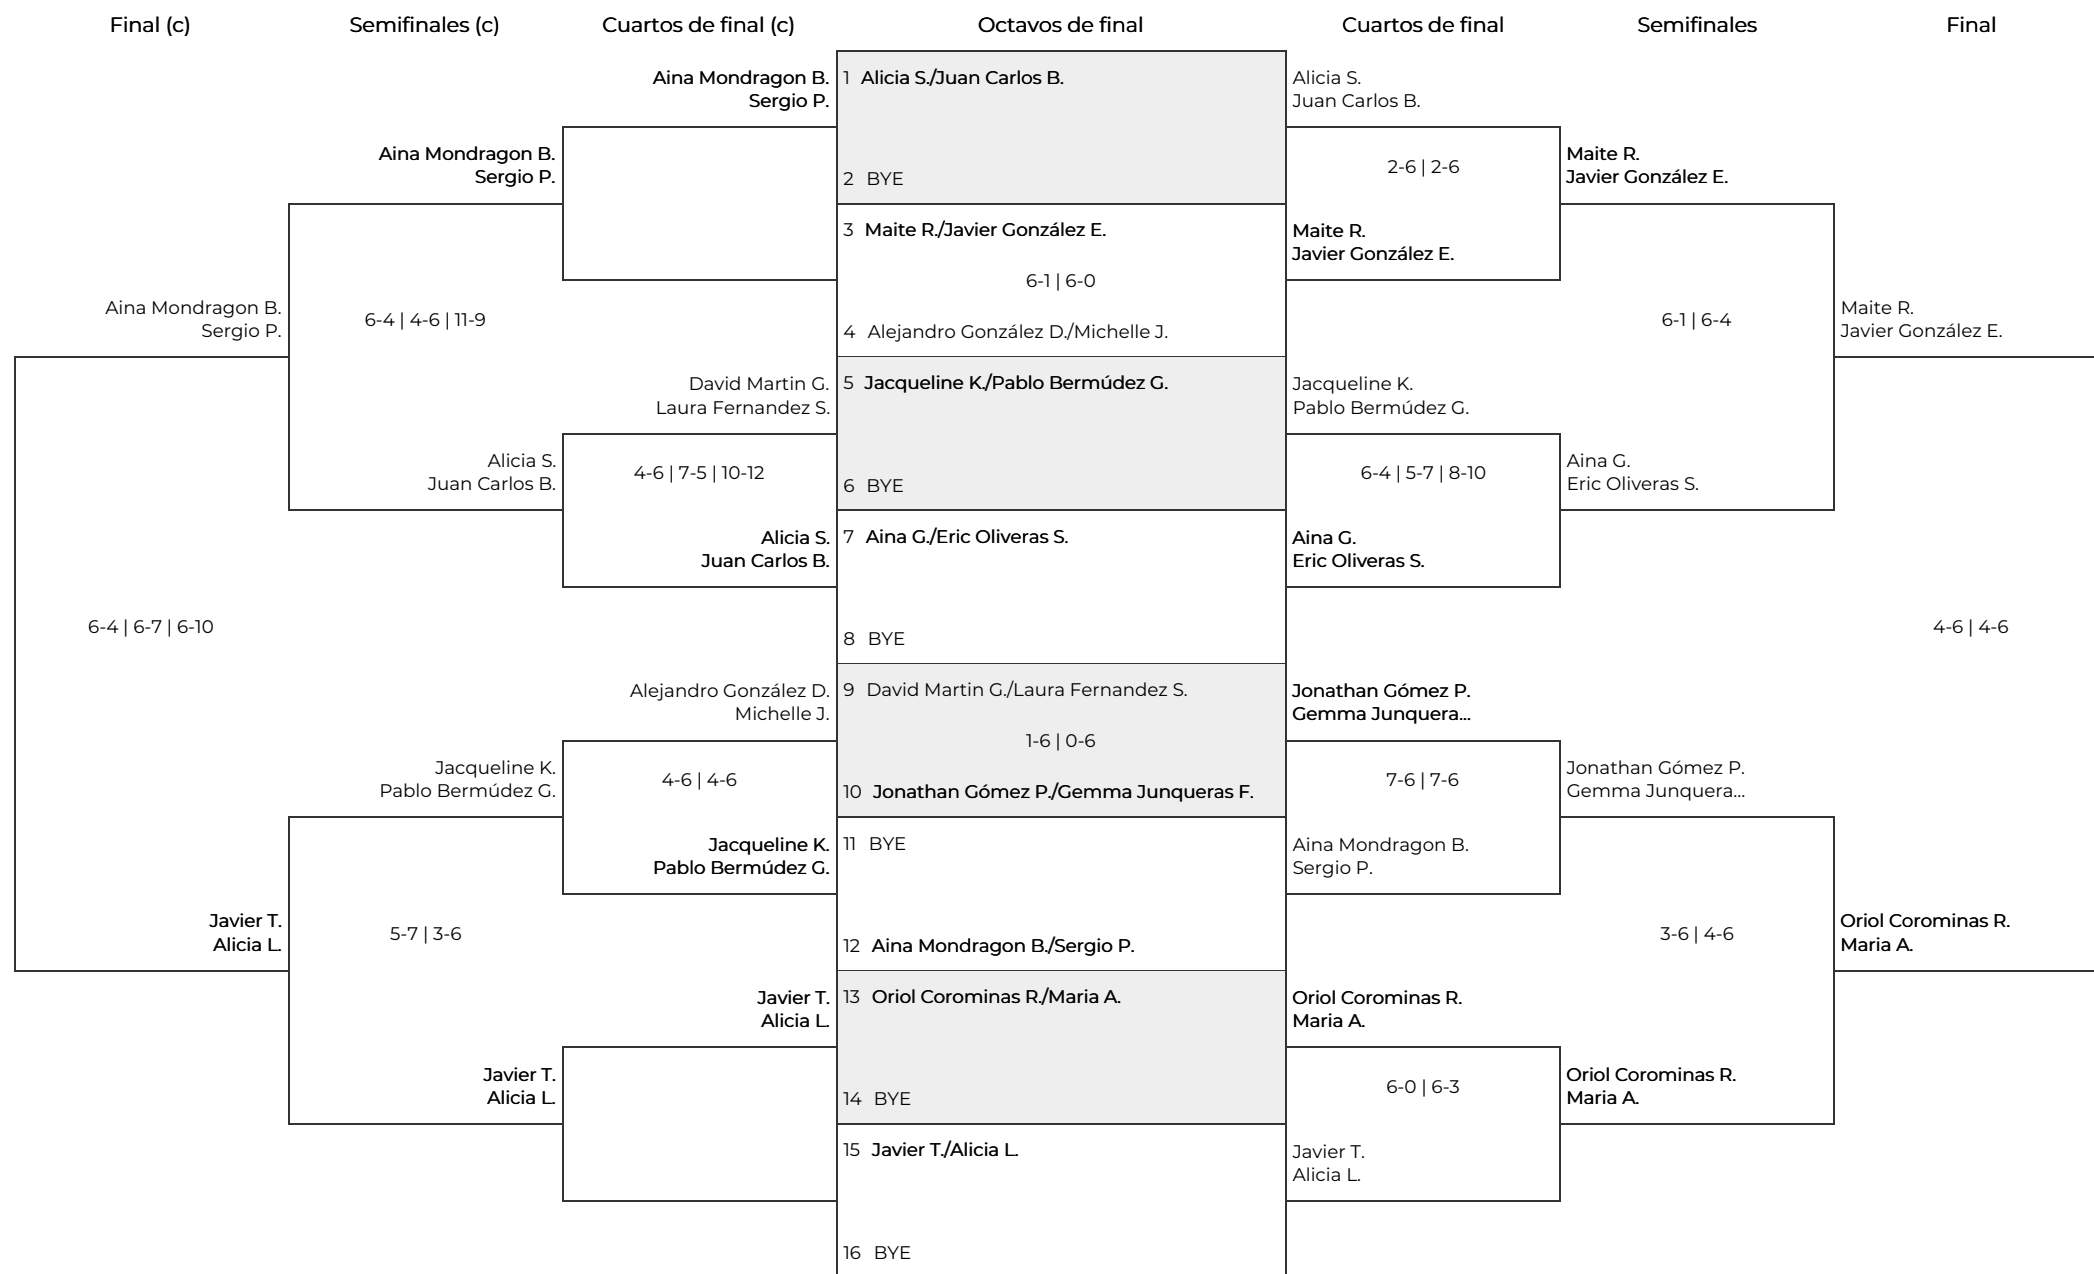 Final (c)
Semifinales (c)
Cuartos de final (c)
Octavos de final
Cuartos de final
Semifinales
Final
Aina Mondragon B.
Sergio P.
Javier T.
Alicia L.
6-4 | 6-7 | 6-10
Aina Mondragon B.
Sergio P.
6-4 | 4-6 | 11-9
Alicia S.
Juan Carlos B.
Jacqueline K.
Pablo Bermúdez G.
5-7 | 3-6
Javier T.
Alicia L.
Aina Mondragon B.
Sergio P.
David Martin G.
Laura Fernandez S.
4-6 | 7-5 | 10-12
Alicia S.
Juan Carlos B.
Alejandro González D.
Michelle J.
4-6 | 4-6
Jacqueline K.
Pablo Bermúdez G.
Javier T.
Alicia L.
1 Alicia S./Juan Carlos B.
2 BYE
3 Maite R./Javier González E.
6-1 | 6-0
4 Alejandro González D./Michelle J.
5 Jacqueline K./Pablo Bermúdez G.
6 BYE
7 Aina G./Eric Oliveras S.
8 BYE
9 David Martin G./Laura Fernandez S.
1-6 | 0-6
10 Jonathan Gómez P./Gemma Junqueras F.
11 BYE
12 Aina Mondragon B./Sergio P.
13 Oriol Corominas R./Maria A.
14 BYE
15 Javier T./Alicia L.
16 BYE
Alicia S.
Juan Carlos B.
2-6 | 2-6
Maite R.
Javier González E.
Jacqueline K.
Pablo Bermúdez G.
6-4 | 5-7 | 8-10
Aina G.
Eric Oliveras S.
Jonathan Gómez P.
Gemma Junquera...
7-6 | 7-6
Aina Mondragon B.
Sergio P.
Oriol Corominas R.
Maria A.
6-0 | 6-3
Javier T.
Alicia L.
Maite R.
Javier González E.
6-1 | 6-4
Aina G.
Eric Oliveras S.
Jonathan Gómez P.
Gemma Junquera...
3-6 | 4-6
Oriol Corominas R.
Maria A.
Maite R.
Javier González E.
4-6 | 4-6
Oriol Corominas R.
Maria A.